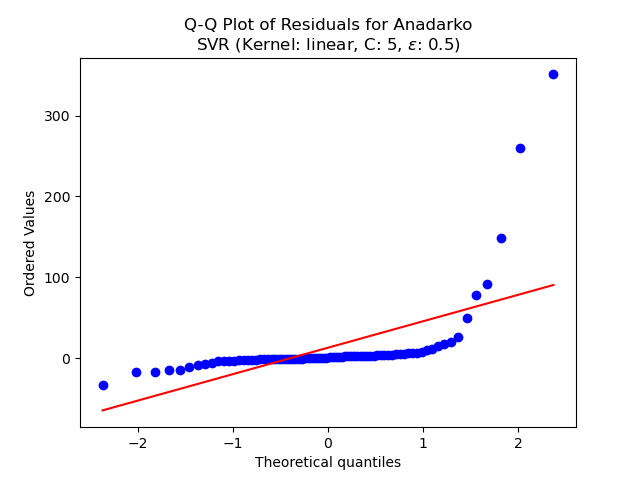 Q-Q Plot of Residuals for Anadarko
SVR (Kernel: linear, C: 5, ε: 0.5)
300
200
100
0
Ordered Values
−2
−1
0
1
2
Theoretical quantiles